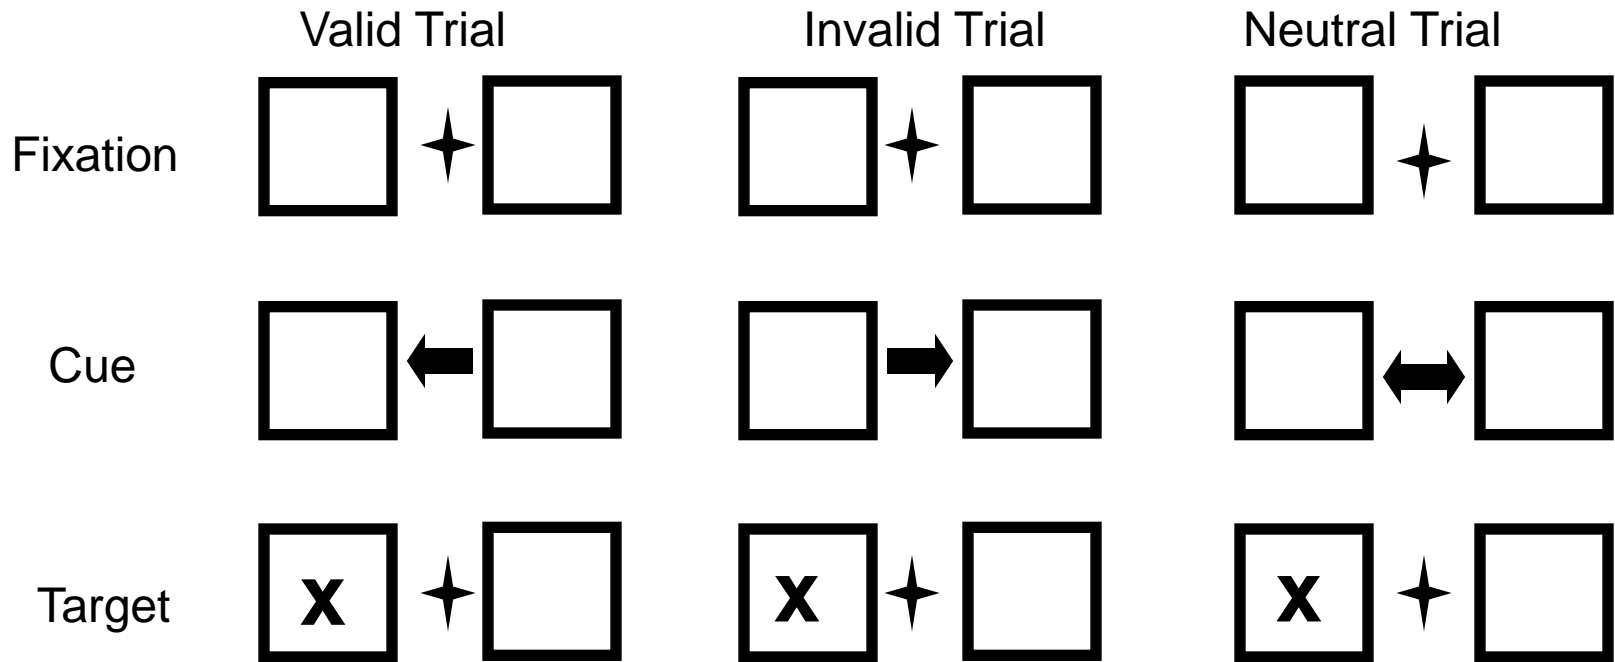 Valid Trial Invalid Trial Neutral Trial
Fixation
Cue
Target X X X